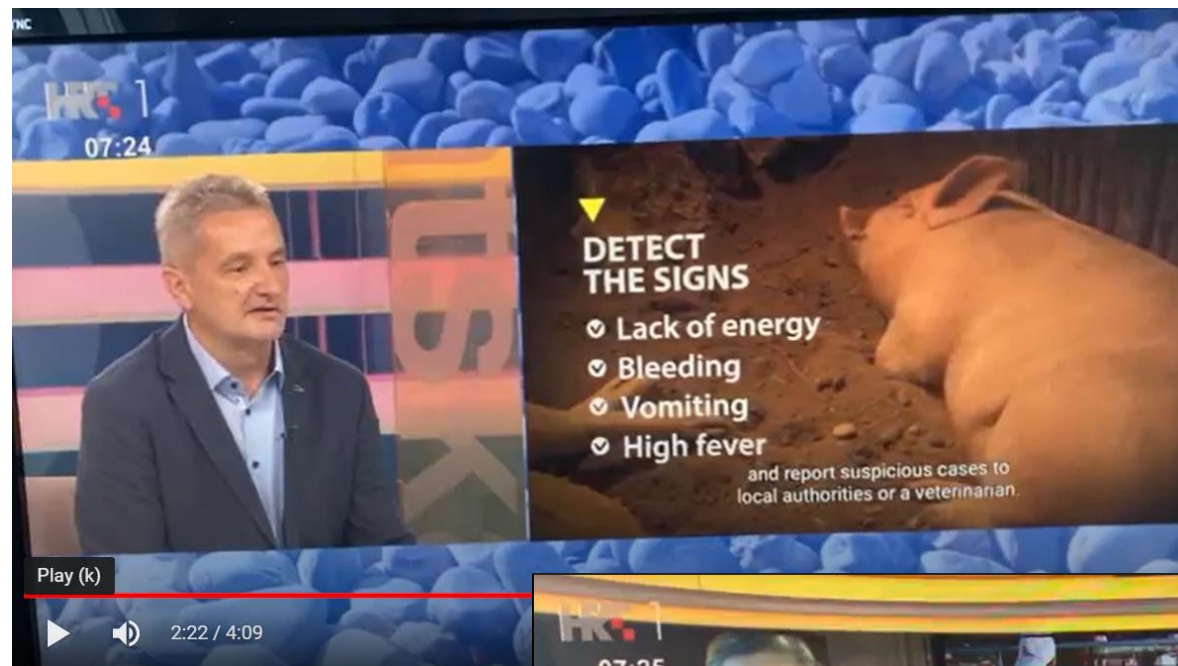 YNC
HRT 1
07:24
DETECT
THE SIGNS
Lack of energy
Bleeding
Vomiting
High fever
and report suspicious cases to
local authorities or a veterinarian.
Play (k)
2:22 / 4:09
HRT 1
07:25